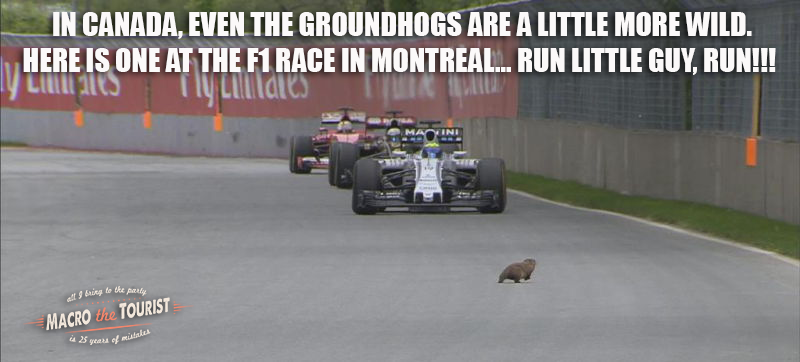 IN CANADA, EVEN THE GROUNDHOGS ARE A LITTLE MORE WILD.
HERE IS ONE AT THE F1 RACE IN MONTREAL... RUN LITTLE GUY, RUN!!!
MARTINI
19
all I bring to the party
MACRO the TOURIST
is 25 years of mistakes